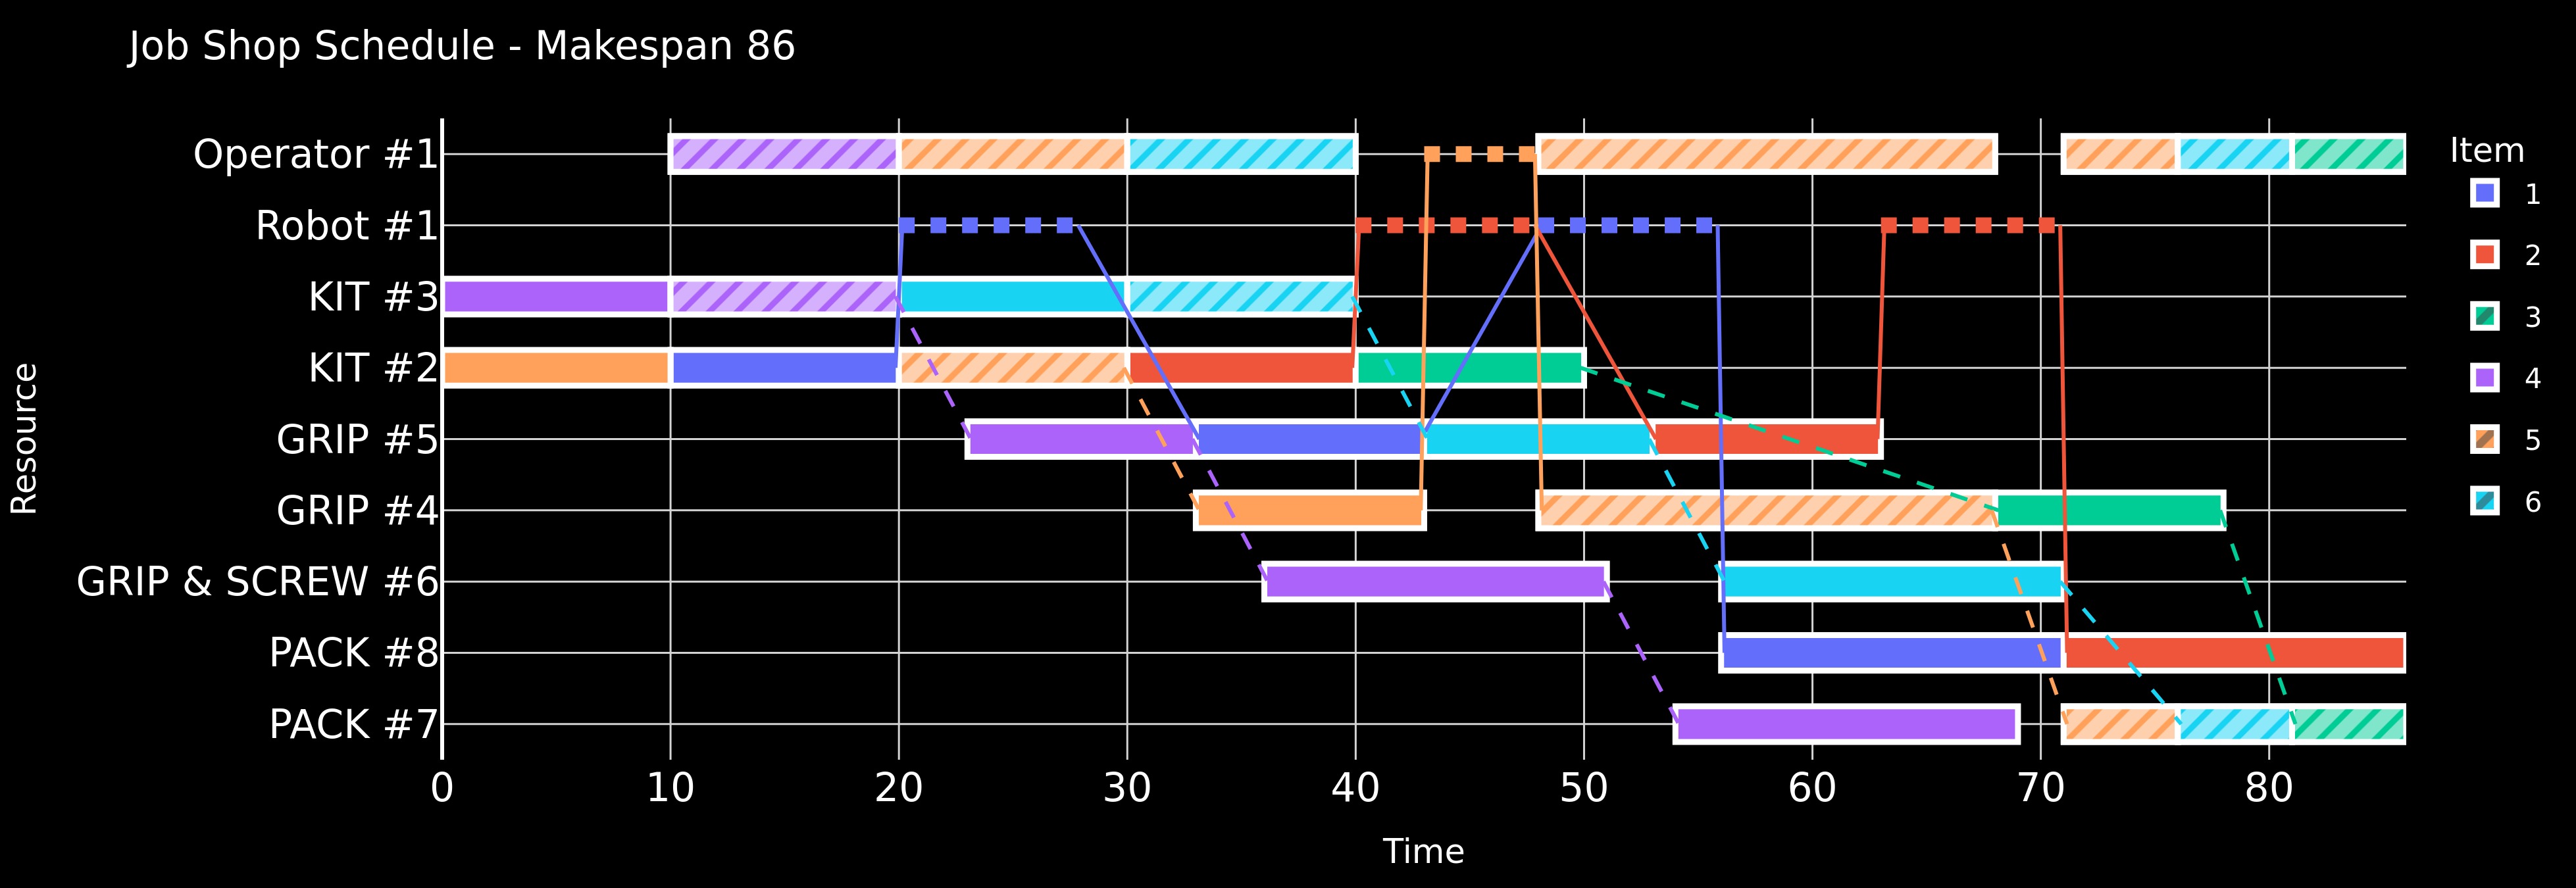 Job Shop Schedule - Makespan 86
Operator #1
Robot #1
KIT #3
KIT #2
GRIP #5
GRIP #4
GRIP & SCREW #6
PACK #8
PACK #7
Resource
0 10 20 30 40 50 60 70 80
Time
Item
1
2
3
4
5
6